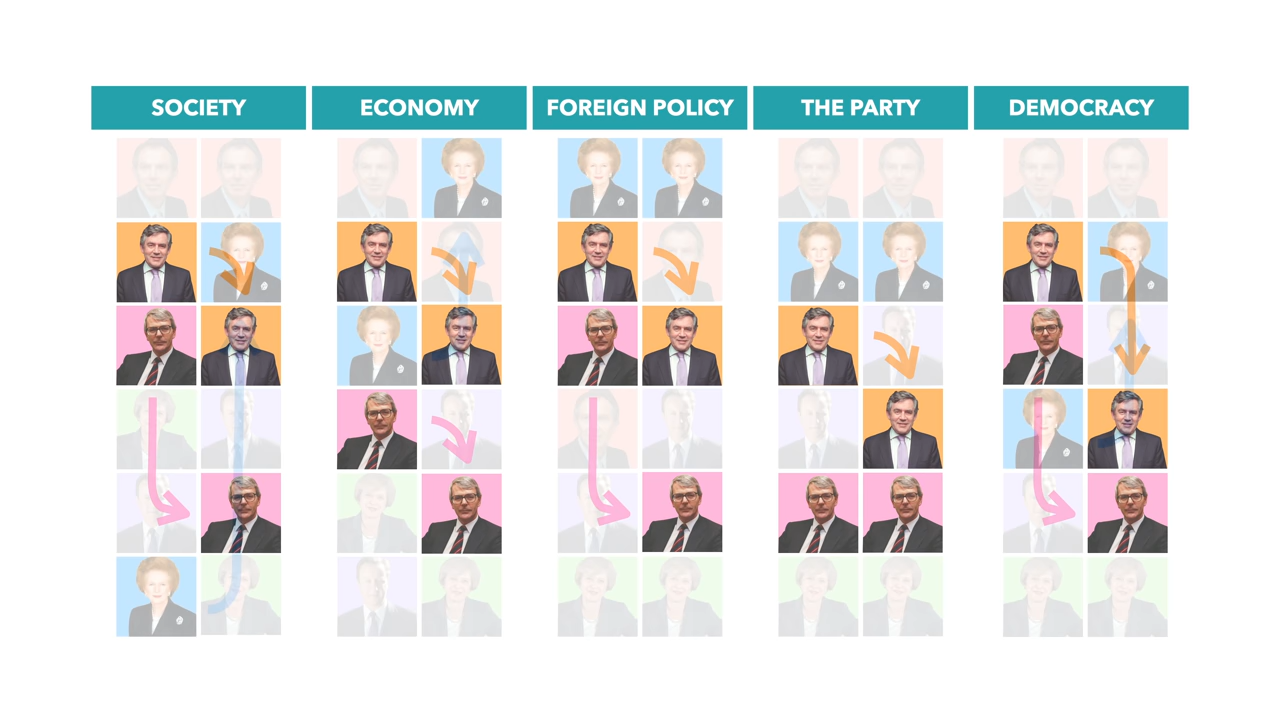 SOCIETY
ECONOMY
FOREIGN POLICY
THE PARTY
DEMOCRACY